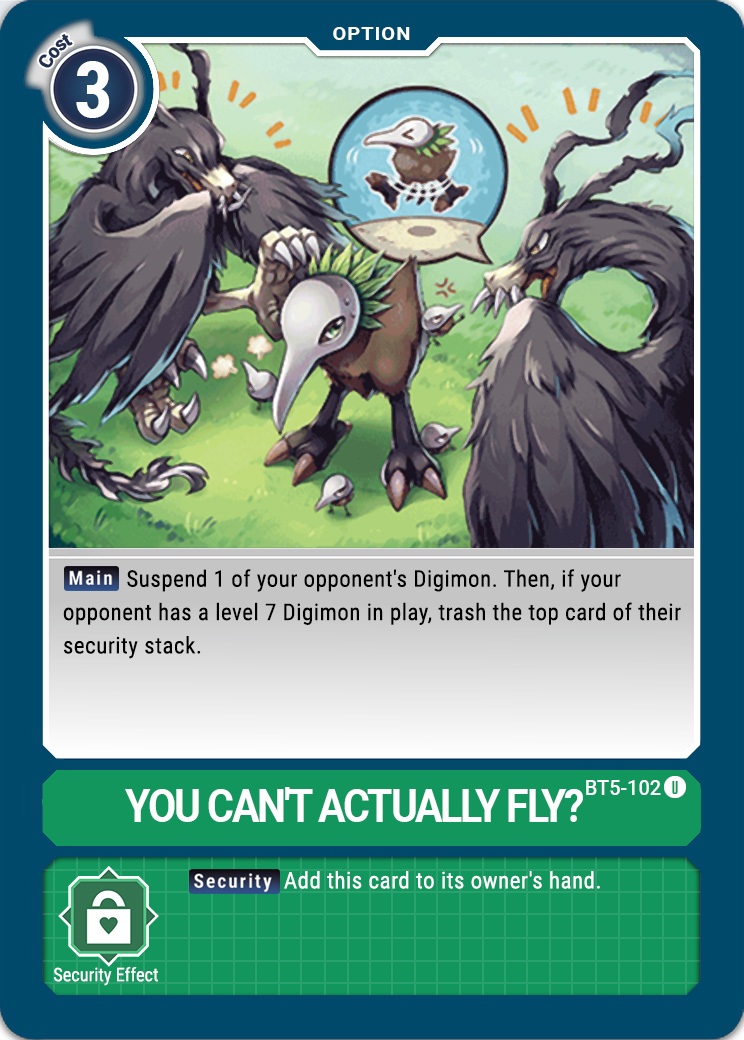 OPTION
Cost
3
Main Suspend 1 of your opponent's Digimon. Then, if your
opponent has a level 7 Digimon in play, trash the top card of their
security stack.
YOU CAN'T ACTUALLY FLY?
BT5-102 U
Security Add this card to its owner's hand.
Security Effect